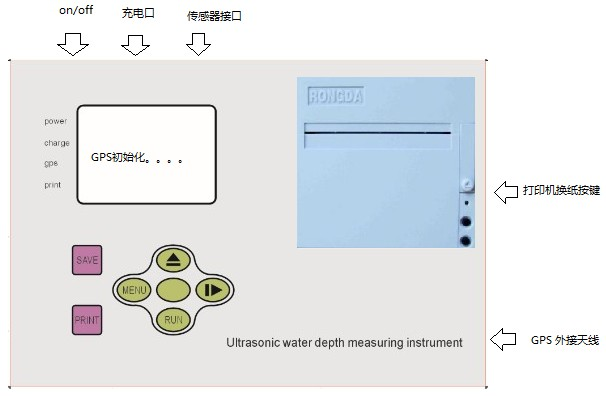 on/off
充电口
传感器接口
RONGDA
power
charge
gps
print
GPS初始化。。。。
打印机换纸按键
SAVE
MENU
PRINT
RUN
Ultrasonic water depth measuring instrument
GPS 外接天线